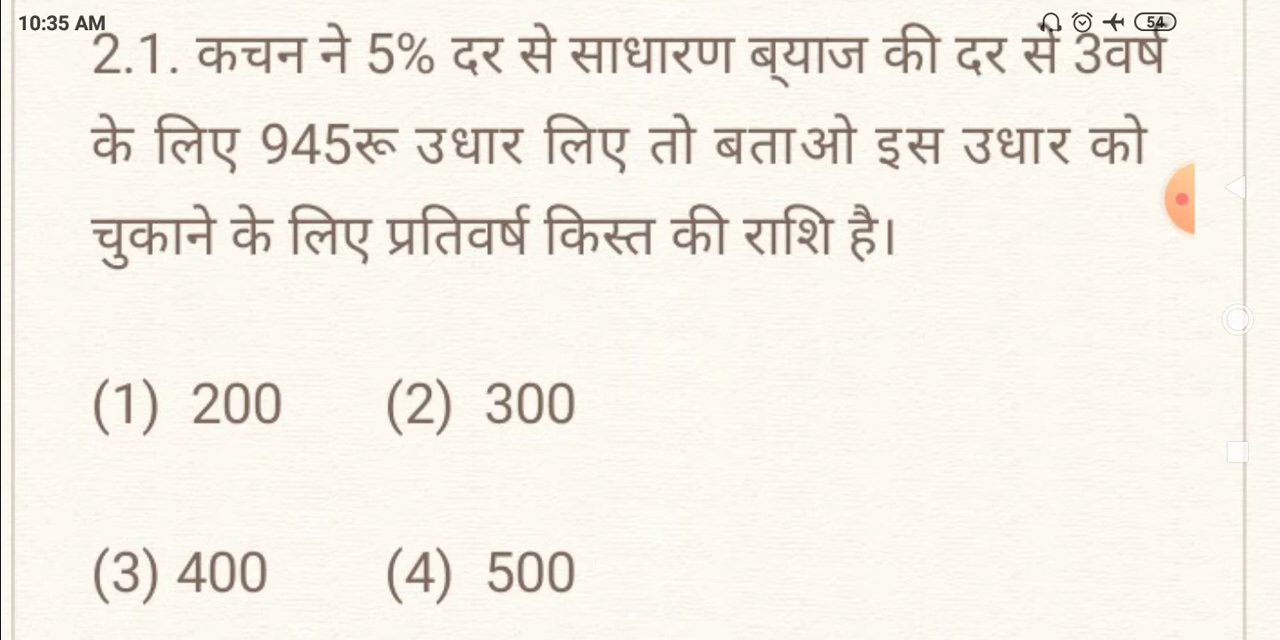 10:35 AM
54
2.1. कचन ने 5% दर से साधारण ब्याज की दर से 3वर्ष
के लिए 945रू उधार लिए तो बताओ इस उधार को
चुकाने के लिए प्रतिवर्ष किस्त की राशि है।
(1) 200 (2) 300
(3) 400 (4) 500